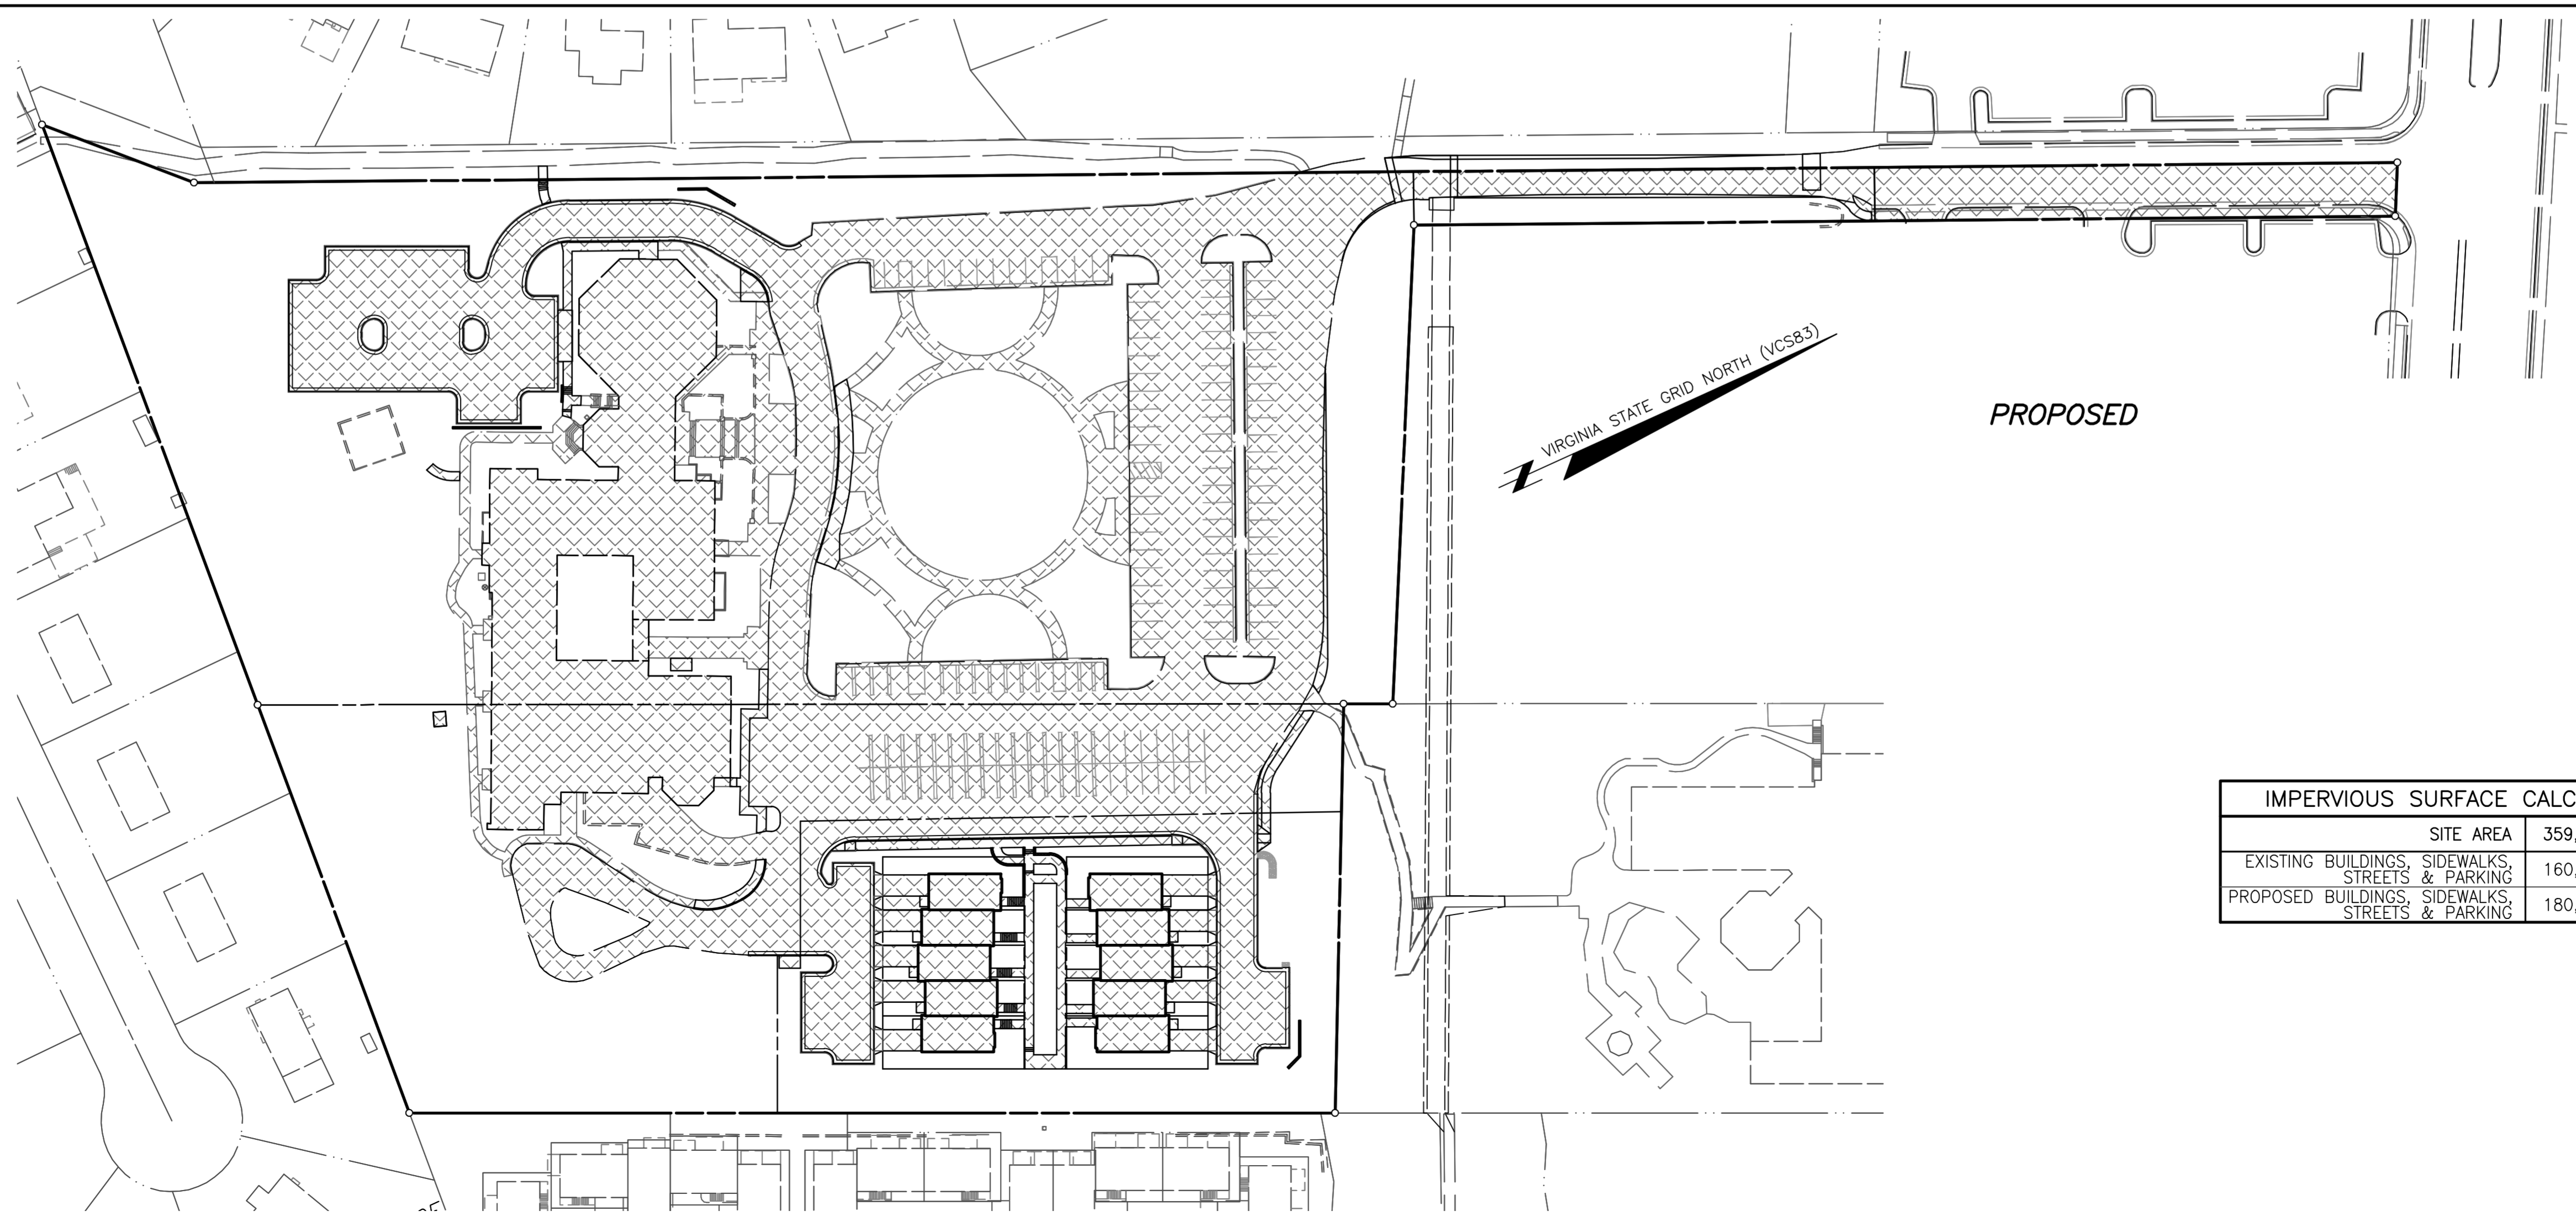 VIRGINIA STATE GRID NORTH (VCS83)
PROPOSED
IMPERVIOUS SURFACE CALC
SITE AREA 359,
EXISTING BUILDINGS, SIDEWALKS,
STREETS & PARKING 160,
PROPOSED BUILDINGS, SIDEWALKS,
STREETS & PARKING 180,